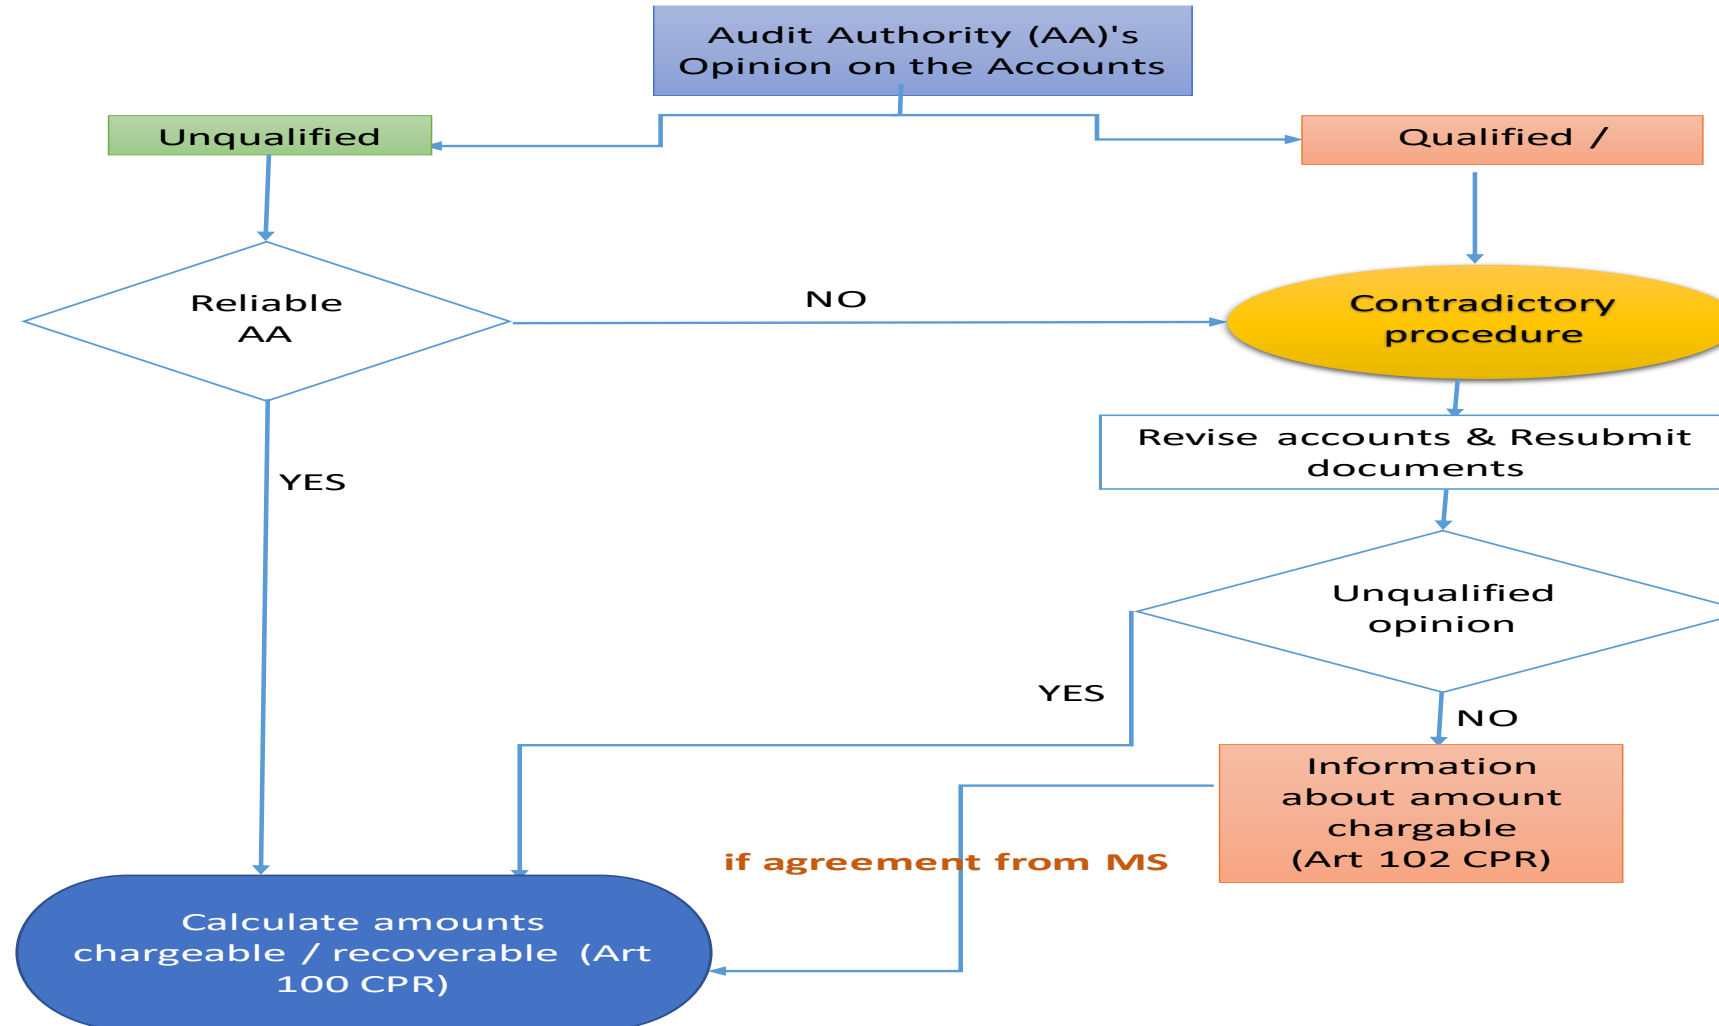 Audit Authority (AA)'s
Opinion on the Accounts
Unqualified
Qualified /
Reliable
AA
NO
Contradictory
procedure
Revise accounts & Resubmit
documents
YES
Unqualified
opinion
YES
NO
Information
about amount
chargable
(Art 102 CPR)
if agreement from MS
Calculate amounts
chargeable / recoverable (Art
100 CPR)